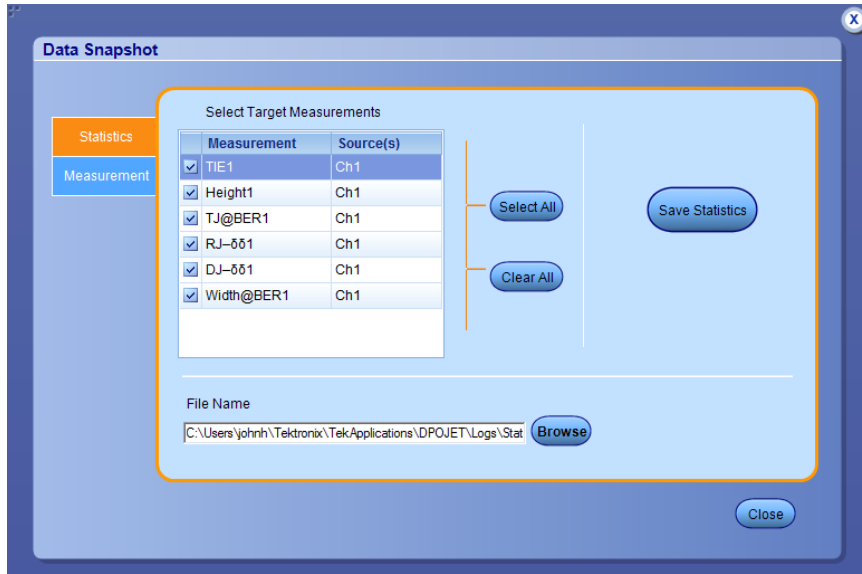 X
Data Snapshot
Statistics
Measurement
Select Target Measurements
Measurement Source(s)
TIE1 Ch1
Height1 Ch1
TJ@BER1 Ch1
RJ–δδ1 Ch1
DJ–δδ1 Ch1
Width@BER1 Ch1
Select All
Clear All
Save Statistics
File Name
C:\Users\johnh\Tektronix\TekApplications\DPOJET\Logs\Stat Browse
Close